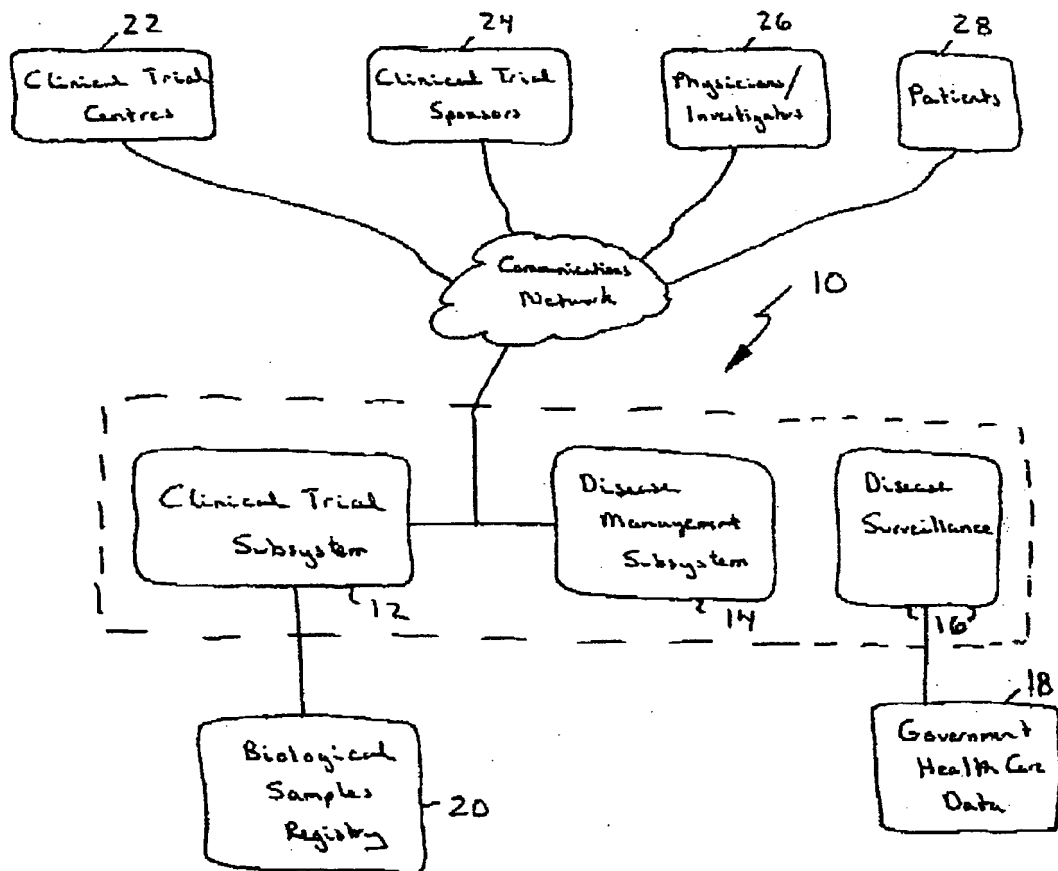 22
24
26
28
Clinical Trial
Centres
Clinical Trial
Sponsors
Physicians/
Investigators
Patients
Communications
Network
10
Clinical Trial
Subsystem
Disease
Management
Subsystem
Disease
Surveillance
12
14
16
18
Biological
Samples
Registry
20
Government
Health Care
Data